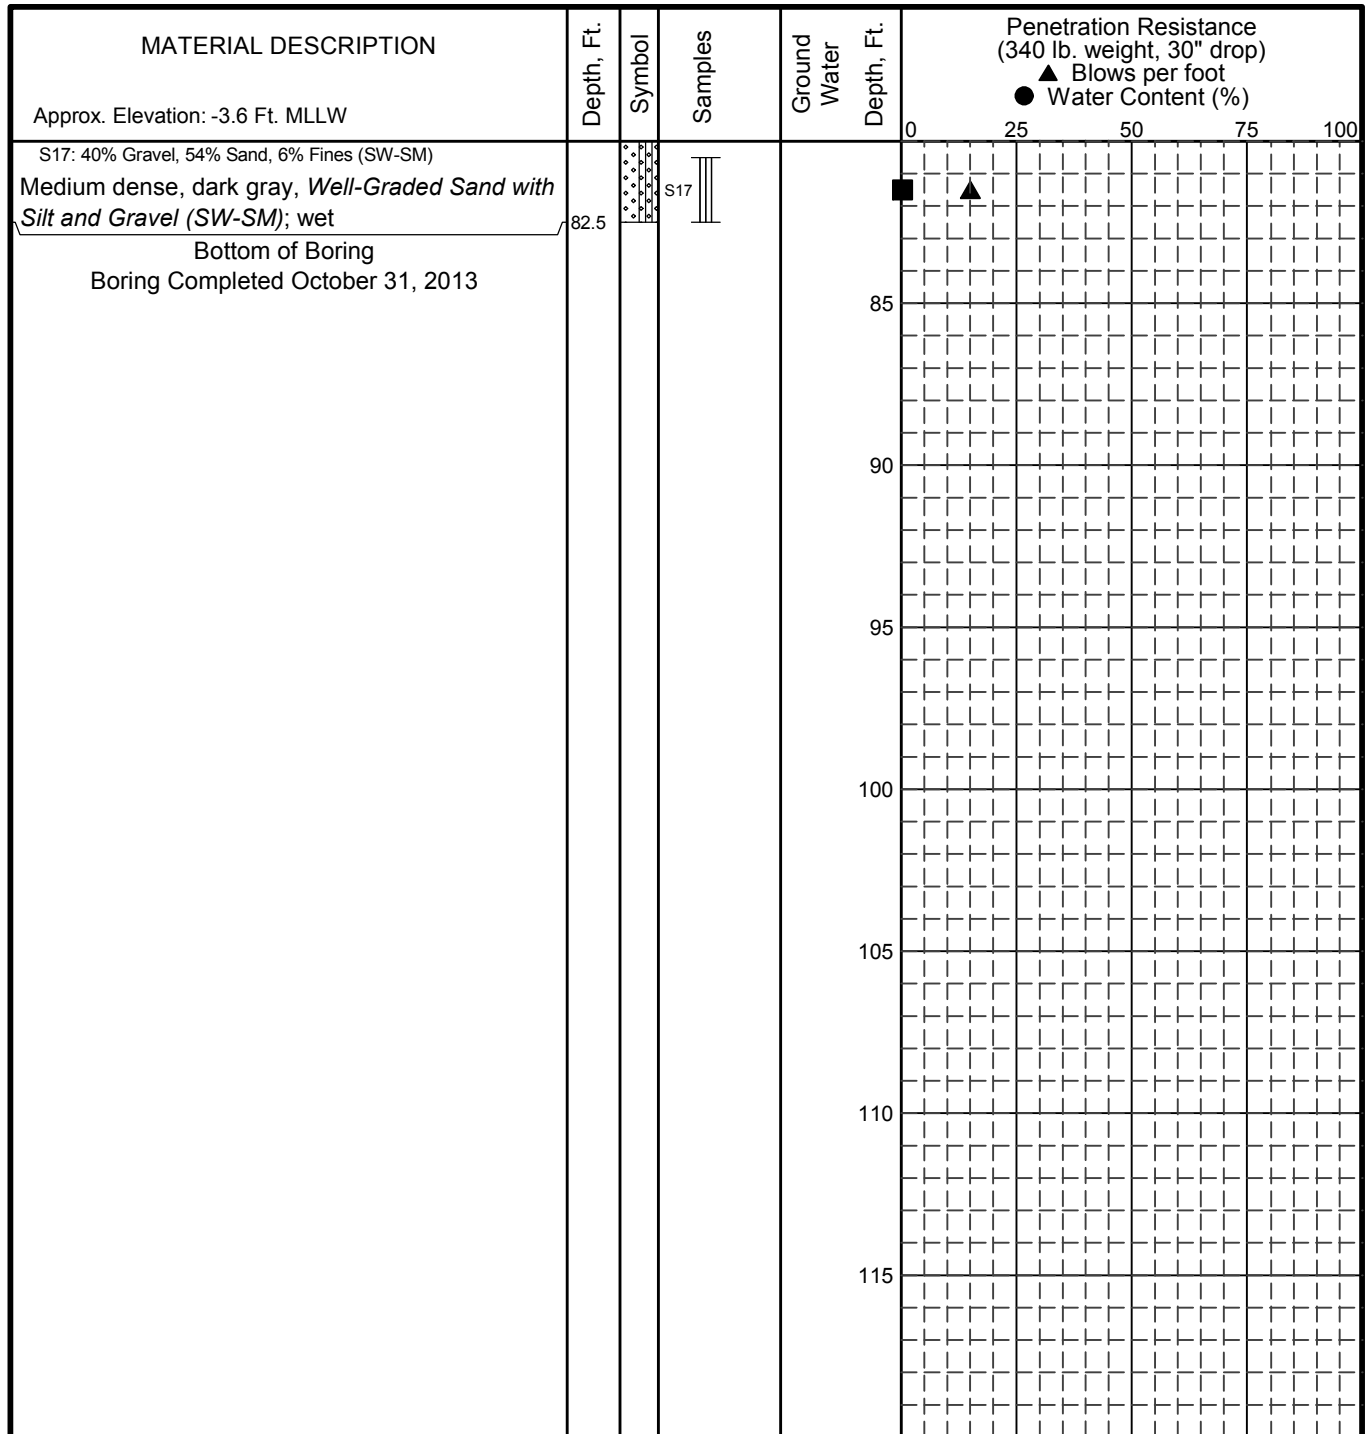 MATERIAL DESCRIPTION
Approx. Elevation: -3.6 Ft. MLLW
Depth, Ft.
Symbol
Samples
Ground
Water
Depth, Ft.
Penetration Resistance
(340 lb. weight, 30" drop)
▲ Blows per foot
● Water Content (%)
0 25 50 75 100
S17: 40% Gravel, 54% Sand, 6% Fines (SW-SM)
Medium dense, dark gray, Well-Graded Sand with
Silt and Gravel (SW-SM); wet
82.5
S17
Bottom of Boring
Boring Completed October 31, 2013
85
90
95
100
105
110
115